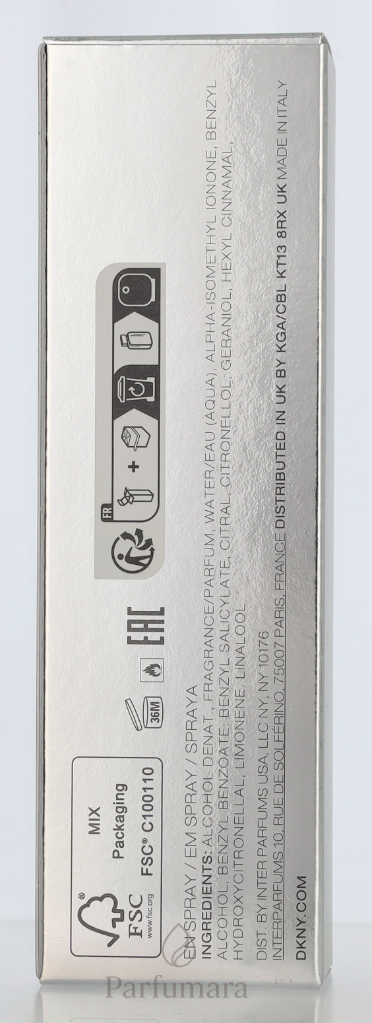 MIX
Packaging
FSC® C100110
FSC
www.fsc.org
36M
EAC
FR
+
EN SPRAY / EM SPRAY / SPRAYA
INGREDIENTS: ALCOHOL DENAT., FRAGRANCE/PARFUM, WATER/EAU (AQUA), ALPHA-ISOMETHYL IONONE, BENZYL
ALCOHOL, BENZYL BENZOATE, BENZYL SALICYLATE, CITRAL, CITRONELLOL, GERANIOL, HEXYL CINNAMAL,
HYDROXYCITRONELLAL, LIMONENE, LINALOOL
DIST. BY INTER PARFUMS USA, LLC NY, NY 10176
INTERPARFUMS 10, RUE DE SOLFÉRINO, 75007 PARIS, FRANCE DISTRIBUTED IN UK BY KGA/CBL KT13 8RX UK MADE IN ITALY
DKNY.COM
Parfumara